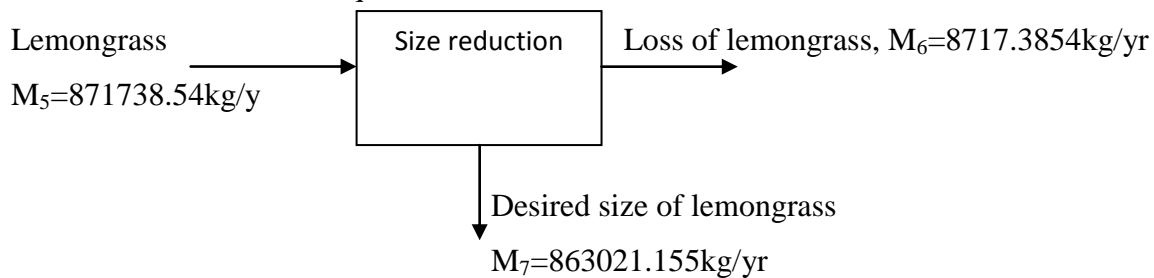 Lemongrass
M₅=871738.54kg/y
Size reduction
Loss of lemongrass, M₆=8717.3854kg/yr
Desired size of lemongrass
M₇=863021.155kg/yr